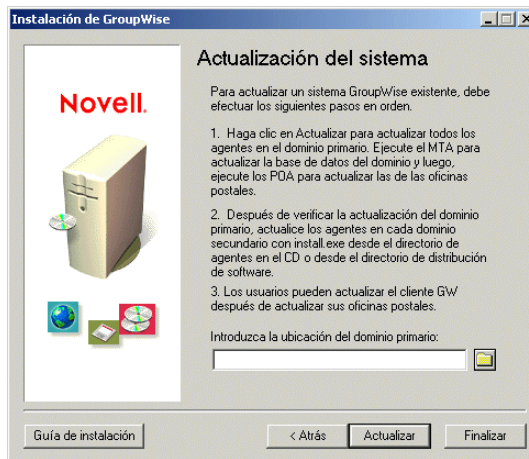 Instalación de GroupWise
Novell.
Actualización del sistema
Para actualizar un sistema GroupWise existente, debe
efectuar los siguientes pasos en orden.
1. Haga clic en Actualizar para actualizar todos los
agentes en el dominio primario. Ejecute el MTA para
actualizar la base de datos del dominio y luego,
ejecute los POA para actualizar las de las oficinas
postales.
2. Después de verificar la actualización del dominio
primario, actualice los agentes en cada dominio
secundario con install.exe desde el directorio de
agentes en el CD o desde el directorio de distribución
de software.
3. Los usuarios pueden actualizar el cliente GW
después de actualizar sus oficinas postales.
Introduzca la ubicación del dominio primario:
Guía de instalación
< Atrás
Actualizar
Finalizar